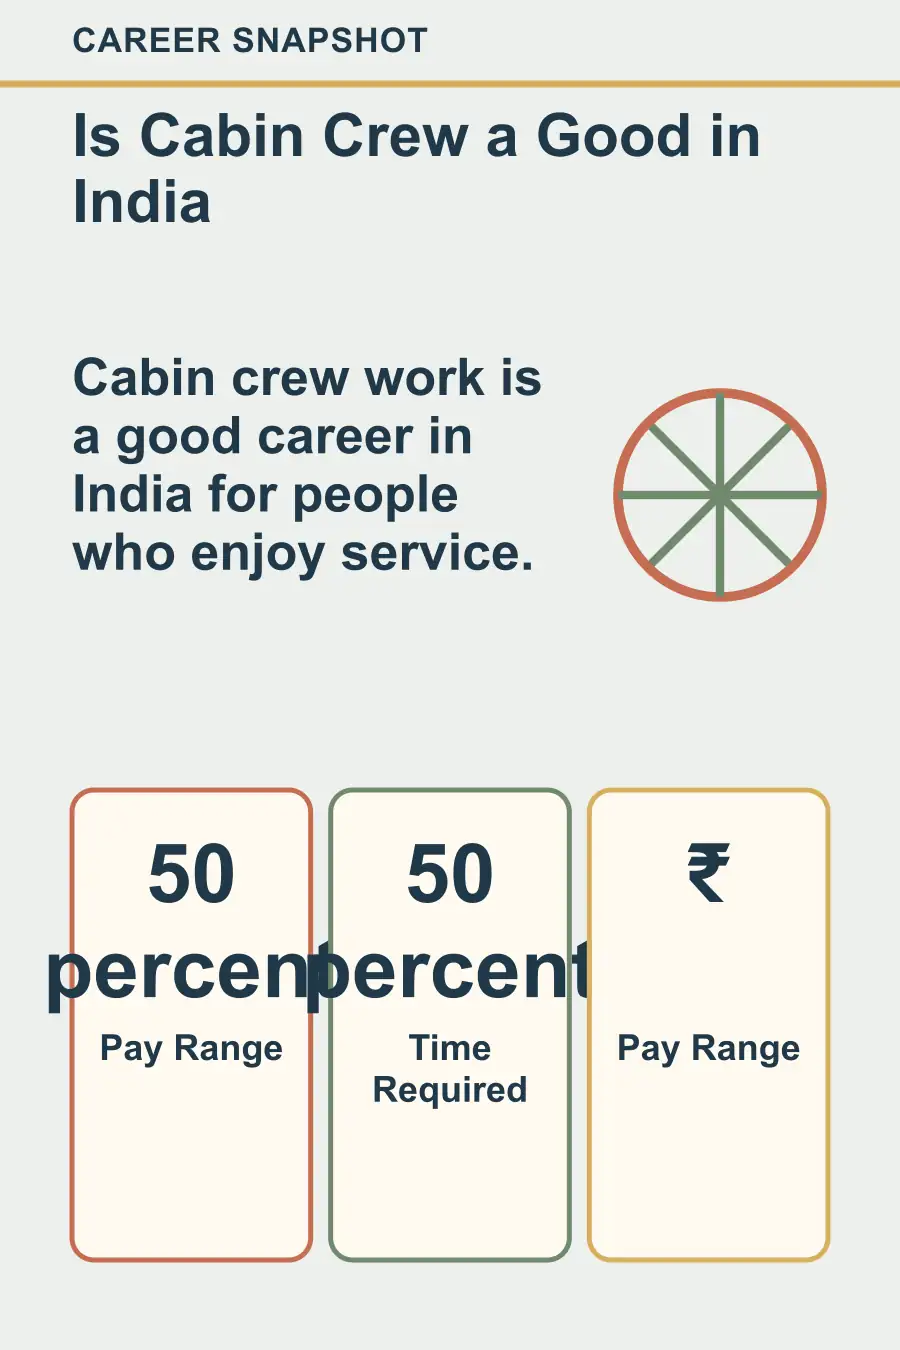 CAREER SNAPSHOT
Is Cabin Crew a Good in
India
Cabin crew work is
a good career in
India for people
who enjoy service.
50
percent
Pay Range
50
percent
Time
Required
₹
Pay Range